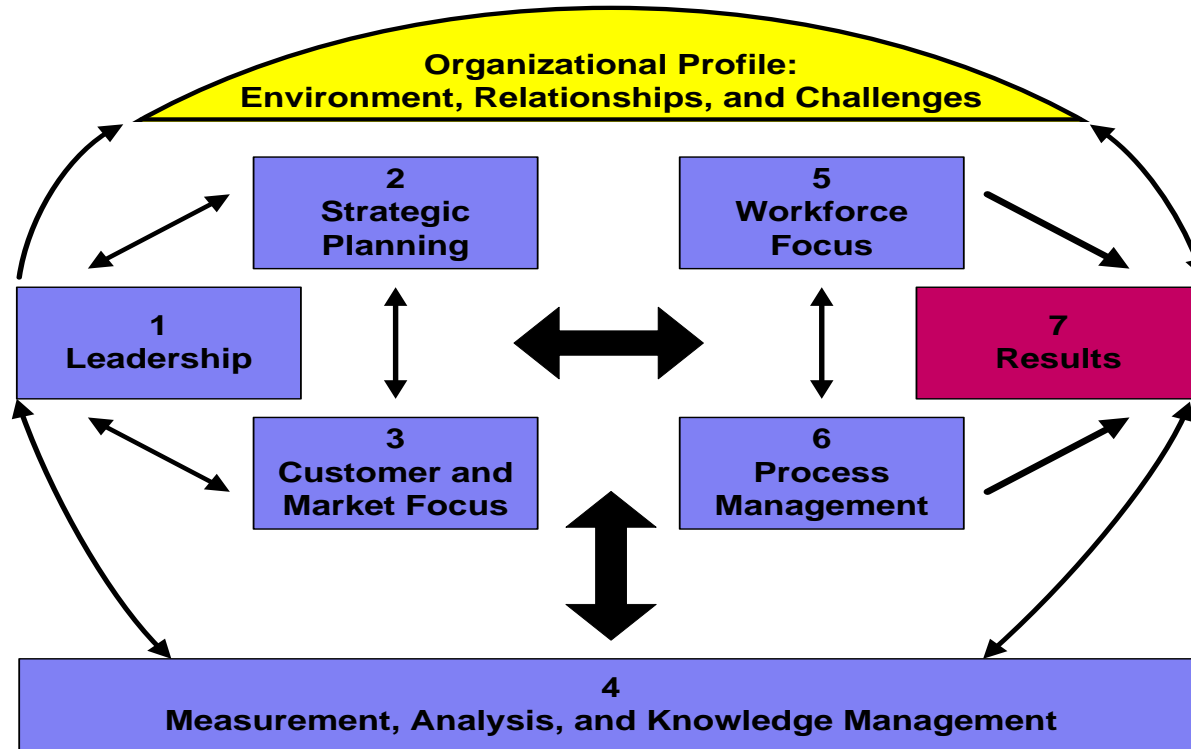 Organizational Profile:
Environment, Relationships, and Challenges
2
Strategic
Planning
5
Workforce
Focus
1
Leadership
7
Results
3
Customer and
Market Focus
6
Process
Management
4
Measurement, Analysis, and Knowledge Management